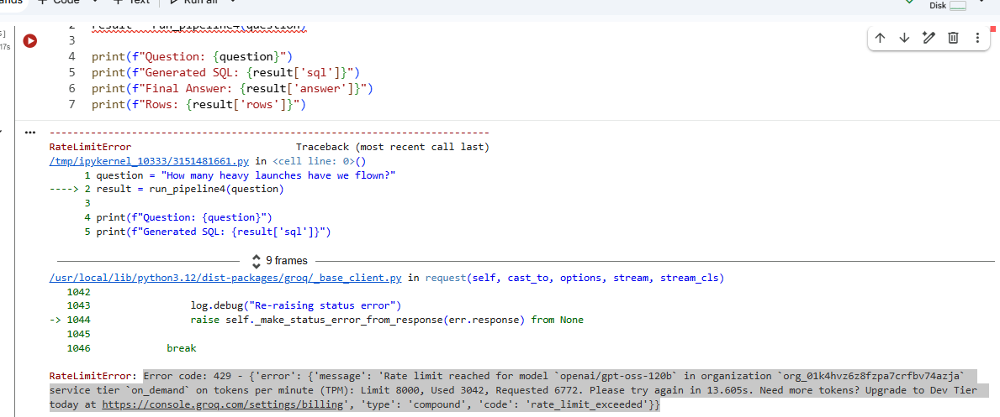 ands + Code + Text Run all
Disk
s]
17s
2 result = run_pipeline4(question)
3
4 print(f"Question: {question}")
5 print(f"Generated SQL: {result['sql']}")
6 print(f"Final Answer: {result['answer']}")
7 print(f"Rows: {result['rows']}")
---------------------------------------------------------------------------
RateLimitError Traceback (most recent call last)
/tmp/ipykernel_10333/3151481661.py in <cell line: 0>()
1 question = "How many heavy launches have we flown?"
----> 2 result = run_pipeline4(question)
3
4 print(f"Question: {question}")
5 print(f"Generated SQL: {result['sql']}")
9 frames
/usr/local/lib/python3.12/dist-packages/groq/_base_client.py in request(self, cast_to, options, stream, stream_cls)
1042
1043 log.debug("Re-raising status error")
-> 1044 raise self._make_status_error_from_response(err.response) from None
1045
1046 break
RateLimitError: Error code: 429 - {'error': {'message': 'Rate limit reached for model `openai/gpt-oss-120b` in organization `org_01k4hvz6z8fzpa7crfbv74azja`
service tier `on_demand` on tokens per minute (TPM): Limit 8000, Used 3042, Requested 6772. Please try again in 13.605s. Need more tokens? Upgrade to Dev Tier
today at https://console.groq.com/settings/billing', 'type': 'compound', 'code': 'rate_limit_exceeded'}}